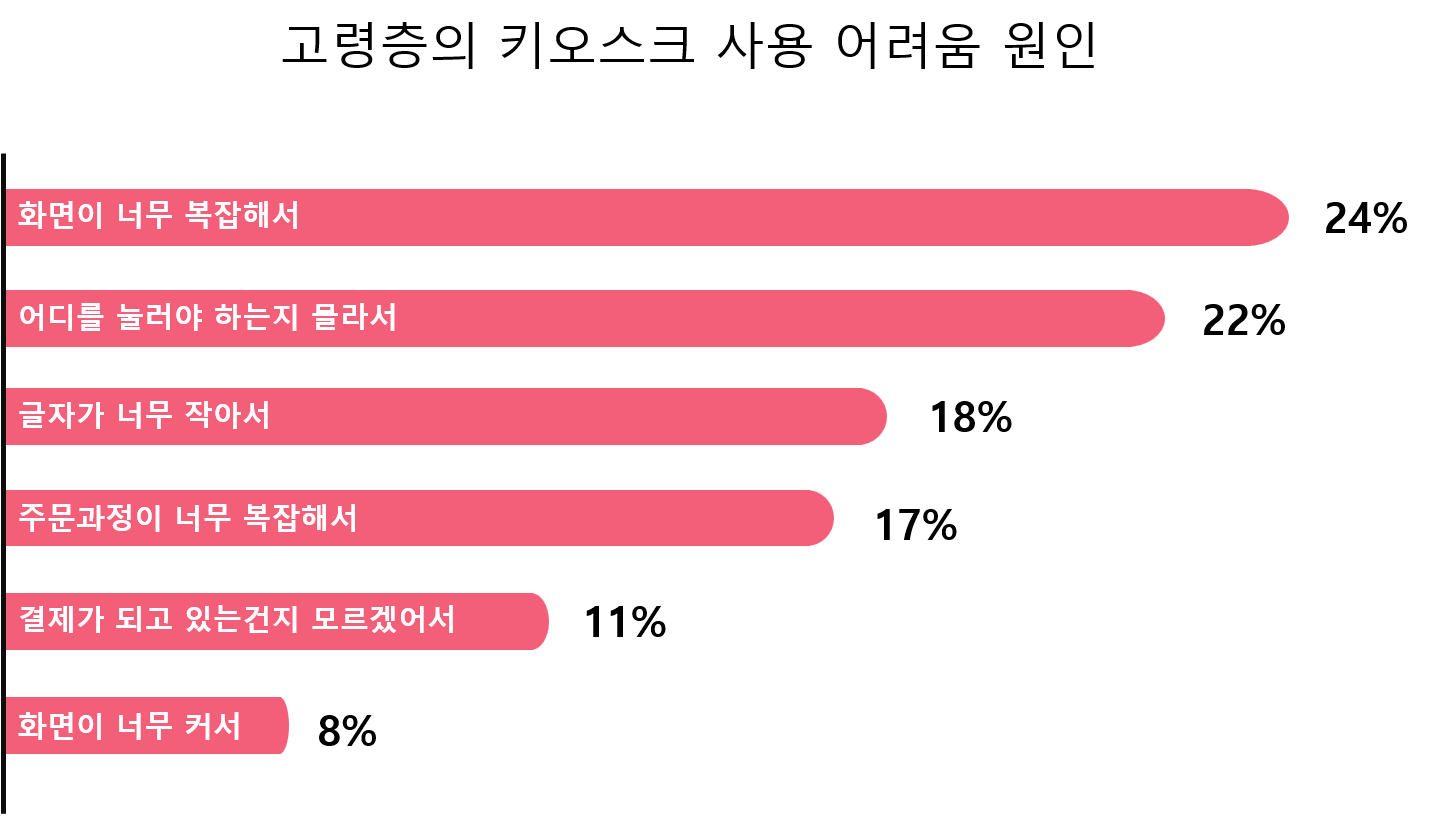 고령층의 키오스크 사용 어려움 원인
화면이 너무 복잡해서 24%
어디를 눌러야 하는지 몰라서 22%
글자가 너무 작아서 18%
주문과정이 너무 복잡해서 17%
결제가 되고 있는건지 모르겠어서 11%
화면이 너무 커서 8%